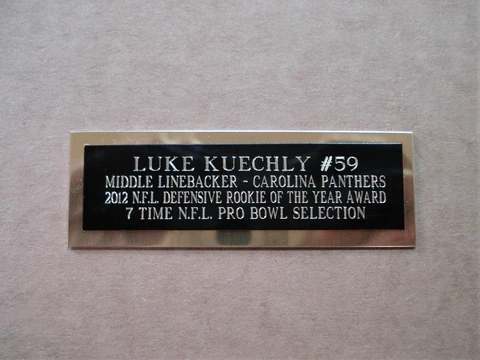 LUKE KUECHLY #59
MIDDLE LINEBACKER ~ CAROLINA PANTHERS
2012 N.F.L. DEFENSIVE ROOKIE OF THE YEAR AWARD
7 TIME N.F.L. PRO BOWL SELECTION